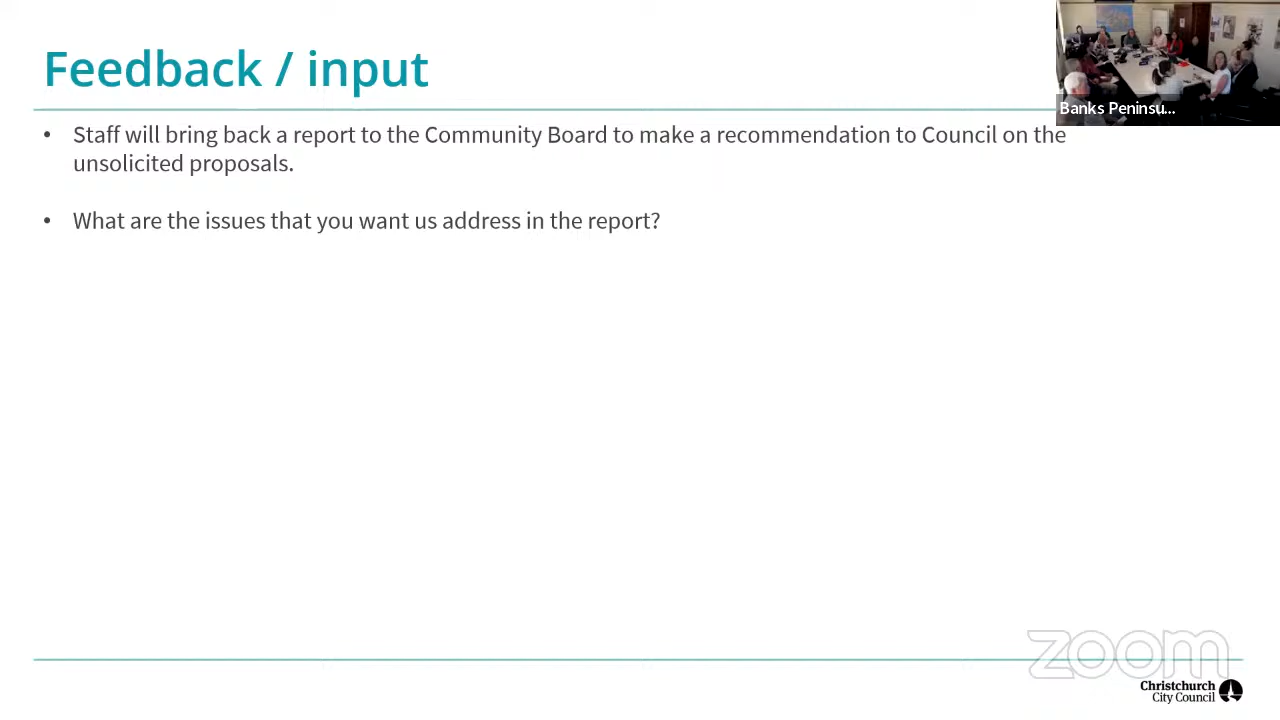 Feedback / input
Banks Peninsu...
• Staff will bring back a report to the Community Board to make a recommendation to Council on the
unsolicited proposals.
• What are the issues that you want us address in the report?
zoom
Christchurch
City Council